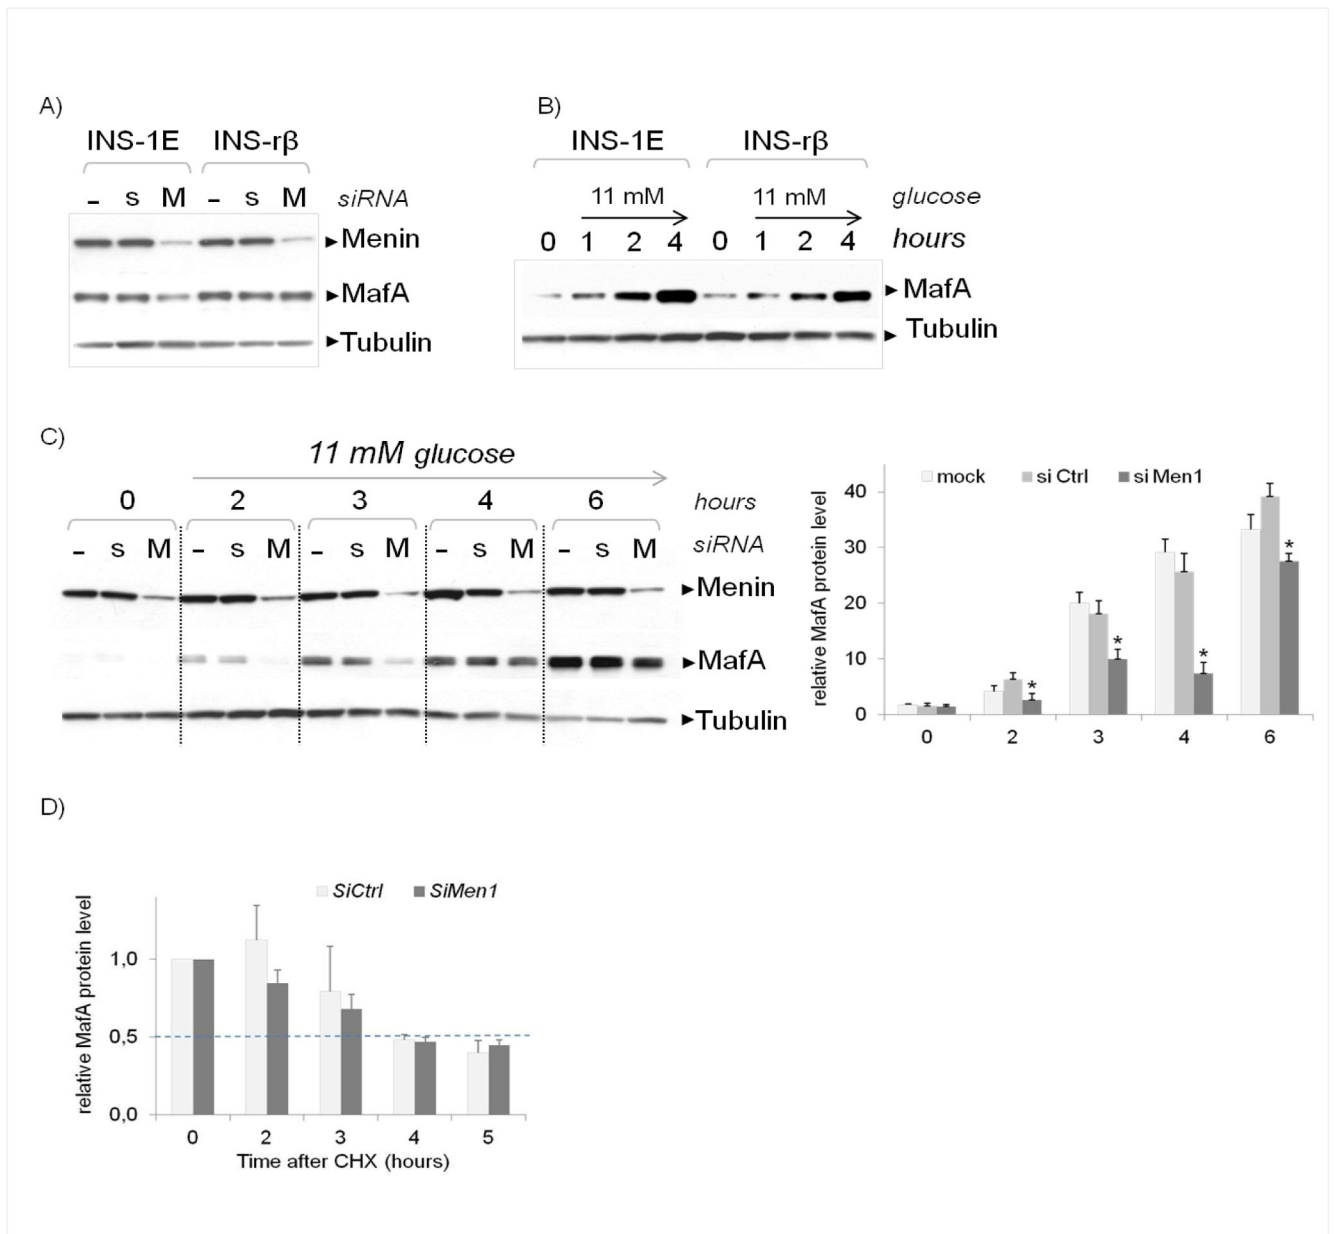 A)
INS-1E INS-rβ
– s M – s M siRNA
Menin
MafA
Tubulin
B)
INS-1E INS-rβ
11 mM 11 mM glucose
0 1 2 4 0 1 2 4 hours
MafA
Tubulin
C)
11 mM glucose
0 2 3 4 6 hours
– s M – s M – s M – s M – s M siRNA
Menin
MafA
Tubulin
mock si Ctrl si Men1
relative MafA protein level
40
30
20
10
0
* * * *
0 2 3 4 6
D)
SiCtrl SiMen1
relative MafA protein level
1,0
0,5
0,0
0 2 3 4 5
Time after CHX (hours)